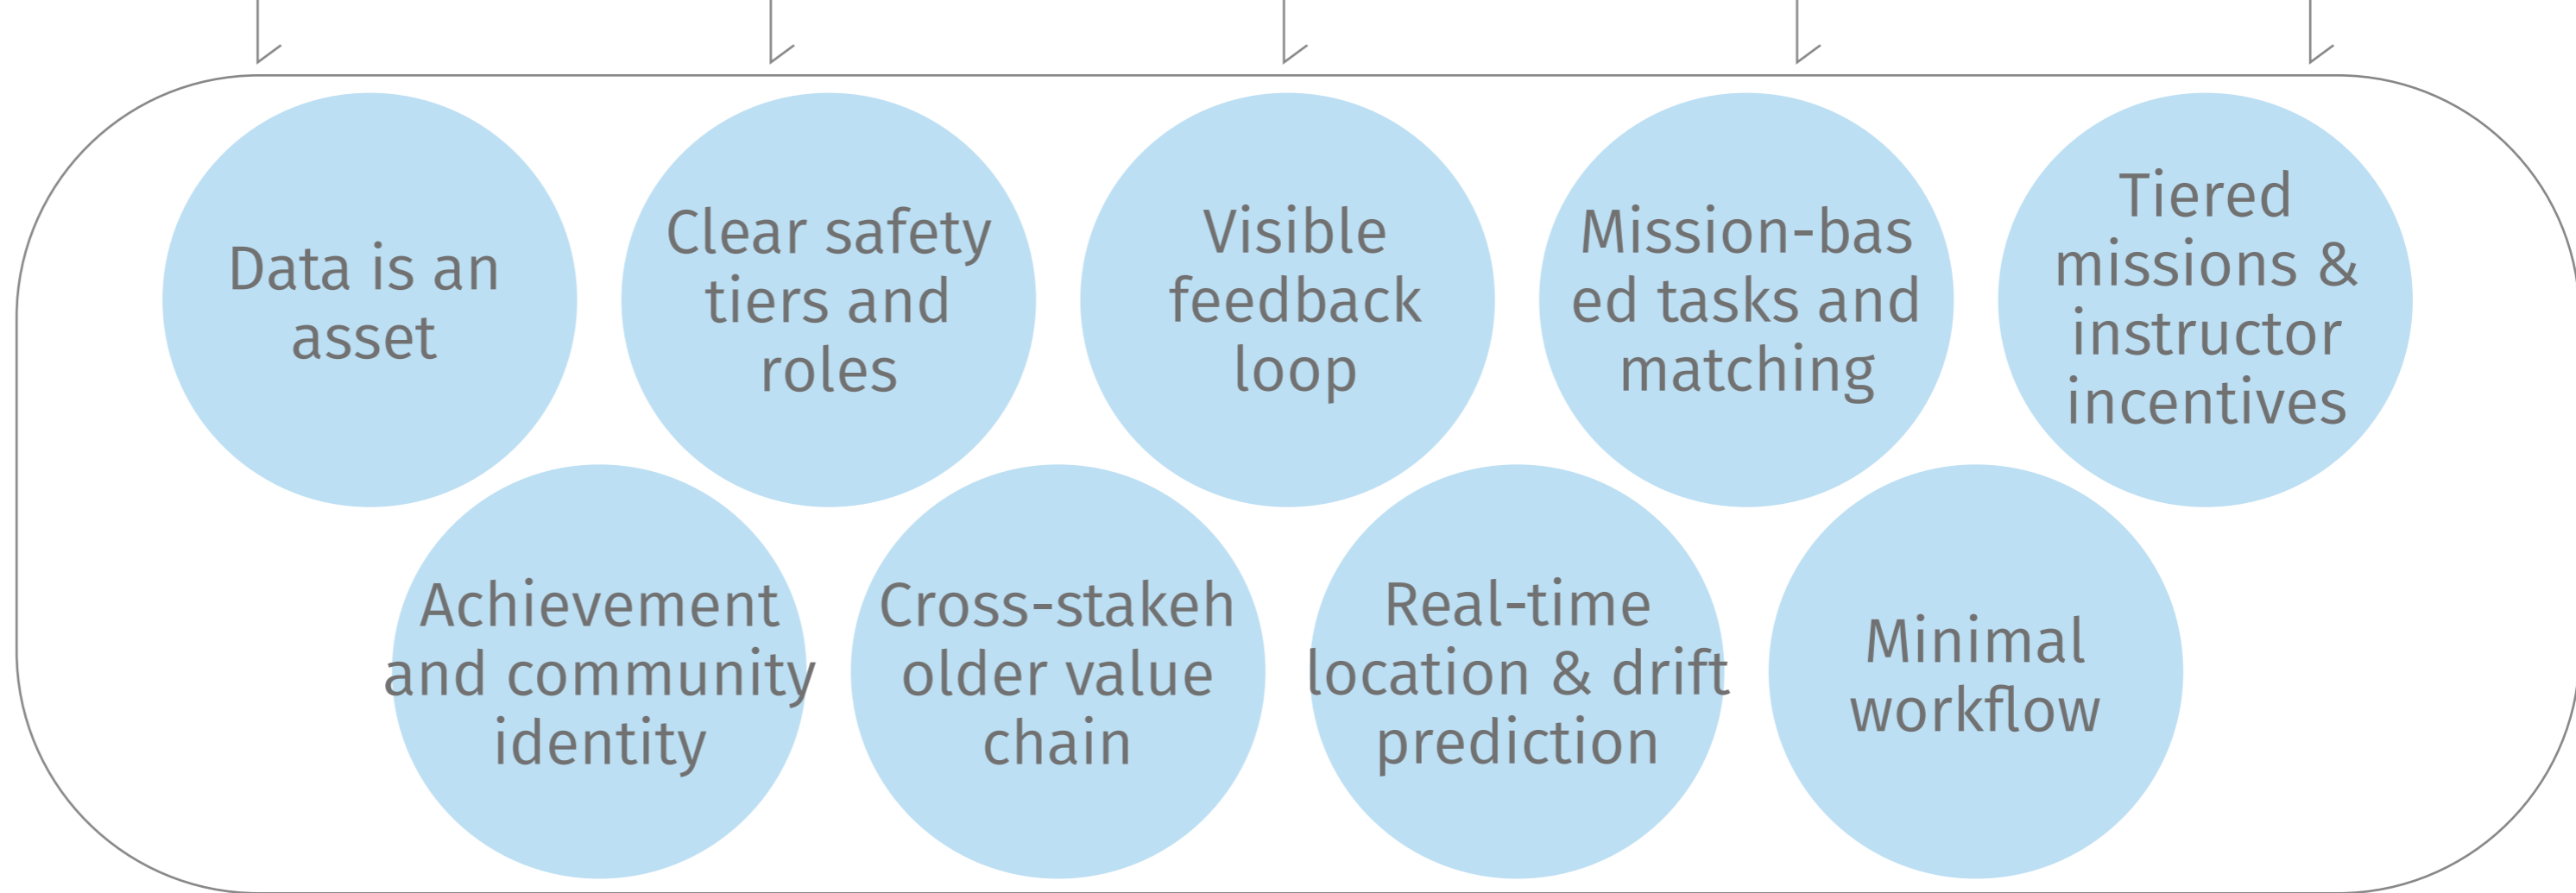 Data is an
asset
Clear safety
tiers and
roles
Visible
feedback
loop
Mission-bas
ed tasks and
matching
Tiered
missions &
instructor
incentives
Achievement
and community
identity
Cross-stakeh
older value
chain
Real-time
location & drift
prediction
Minimal
workflow